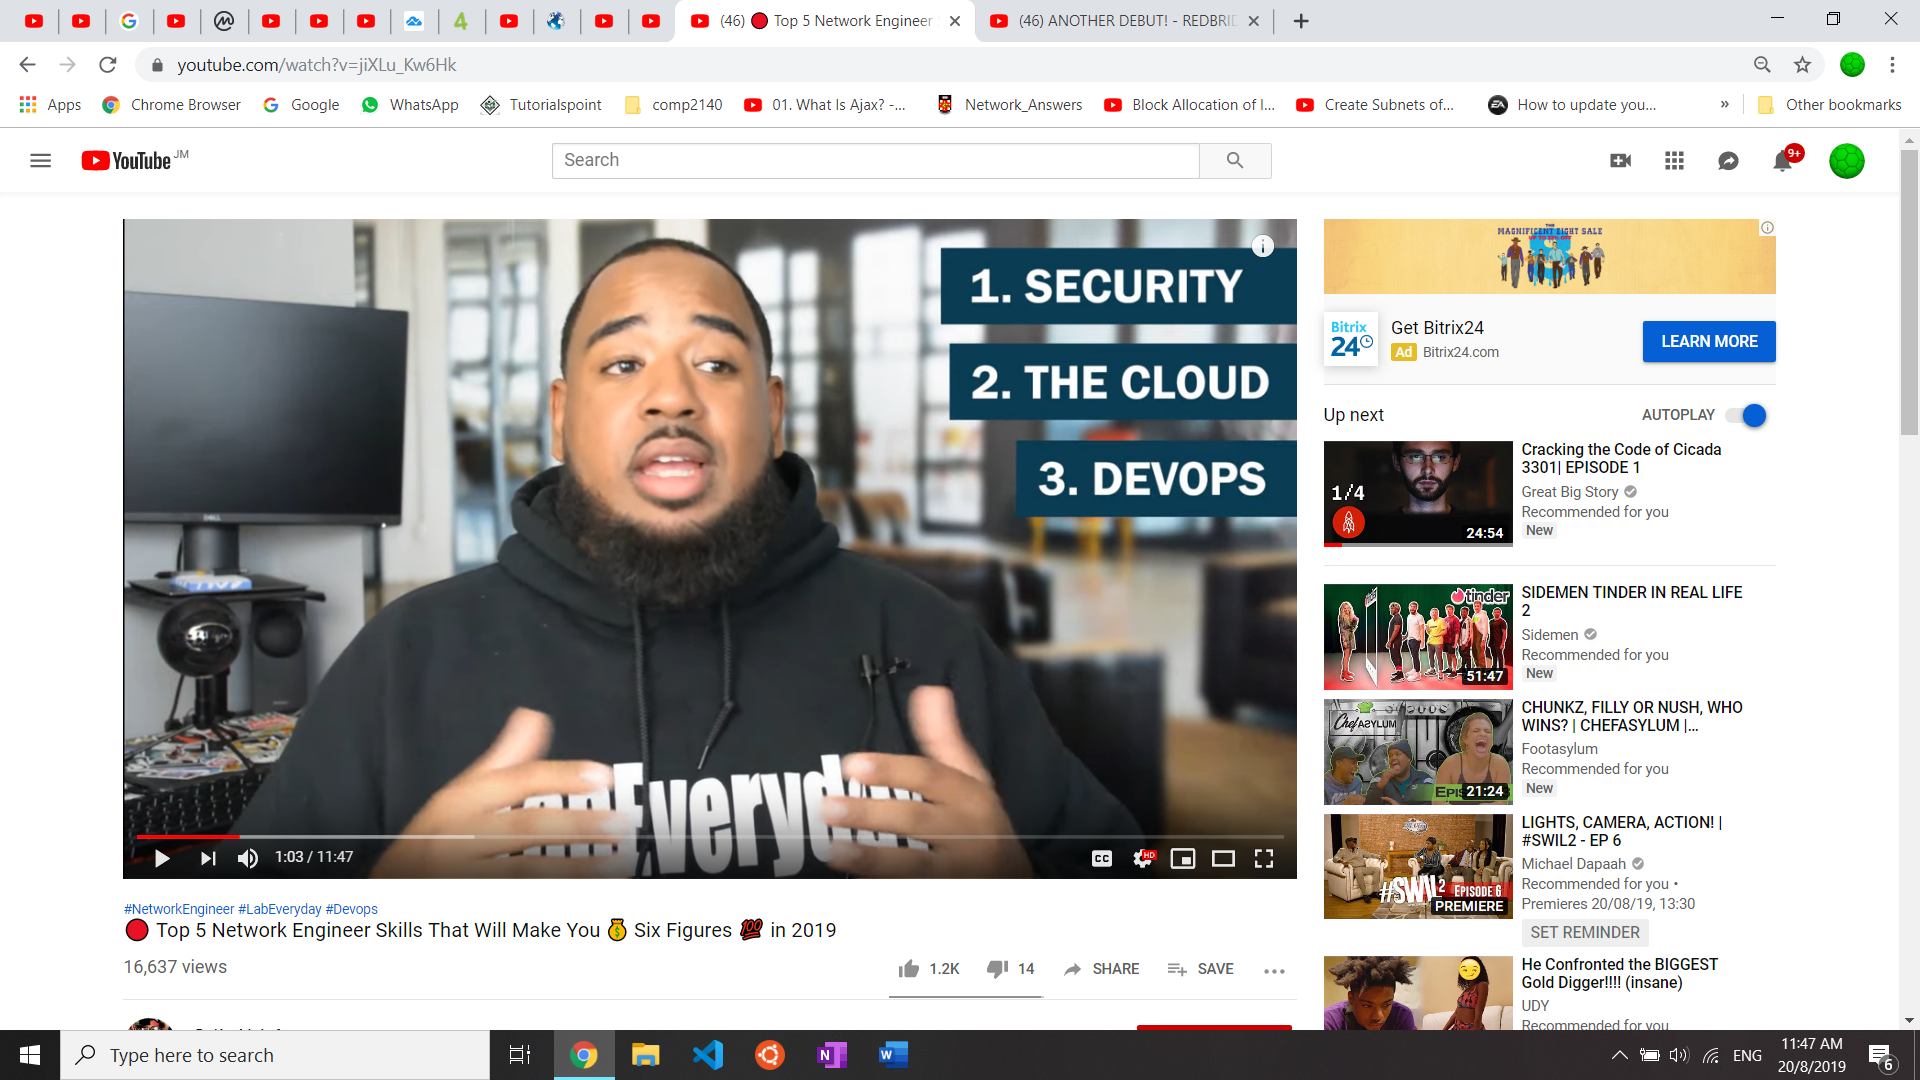 (46) 🔴 Top 5 Network Engineer
(46) ANOTHER DEBUT! - REDBRID
youtube.com/watch?v=jiXLu_Kw6Hk
Apps
Chrome Browser
Google
WhatsApp
Tutorialspoint
comp2140
01. What Is Ajax? -...
Network_Answers
Block Allocation of I...
Create Subnets of...
How to update you...
»
Other bookmarks
YouTube JM
Search
9+
1. SECURITY
2. THE CLOUD
3. DEVOPS
DELL
Everyday
1:03 / 11:47
CC
HD
#NetworkEngineer #LabEveryday #Devops
🔴 Top 5 Network Engineer Skills That Will Make You 💰 Six Figures 💯 in 2019
16,637 views
1.2K
14
SHARE
SAVE
THE
MAGNIFICENT EIGHT SALE
Bitrix
24
Get Bitrix24
Ad Bitrix24.com
LEARN MORE
Up next
AUTOPLAY
1/4
24:54
Cracking the Code of Cicada
3301| EPISODE 1
Great Big Story
Recommended for you
New
tinder
51:47
SIDEMEN TINDER IN REAL LIFE
2
Sidemen
Recommended for you
New
Chef ASYLUM
EPIS
21:24
CHUNKZ, FILLY OR NUSH, WHO
WINS? | CHEFASYLUM |...
Footasylum
Recommended for you
New
#SWIL2
EPISODE 6
PREMIERE
LIGHTS, CAMERA, ACTION! |
#SWIL2 - EP 6
Michael Dapaah
Recommended for you •
Premieres 20/08/19, 13:30
SET REMINDER
He Confronted the BIGGEST
Gold Digger!!!! (insane)
UDY
Recommended for you
Type here to search
ENG
11:47 AM
20/8/2019
6